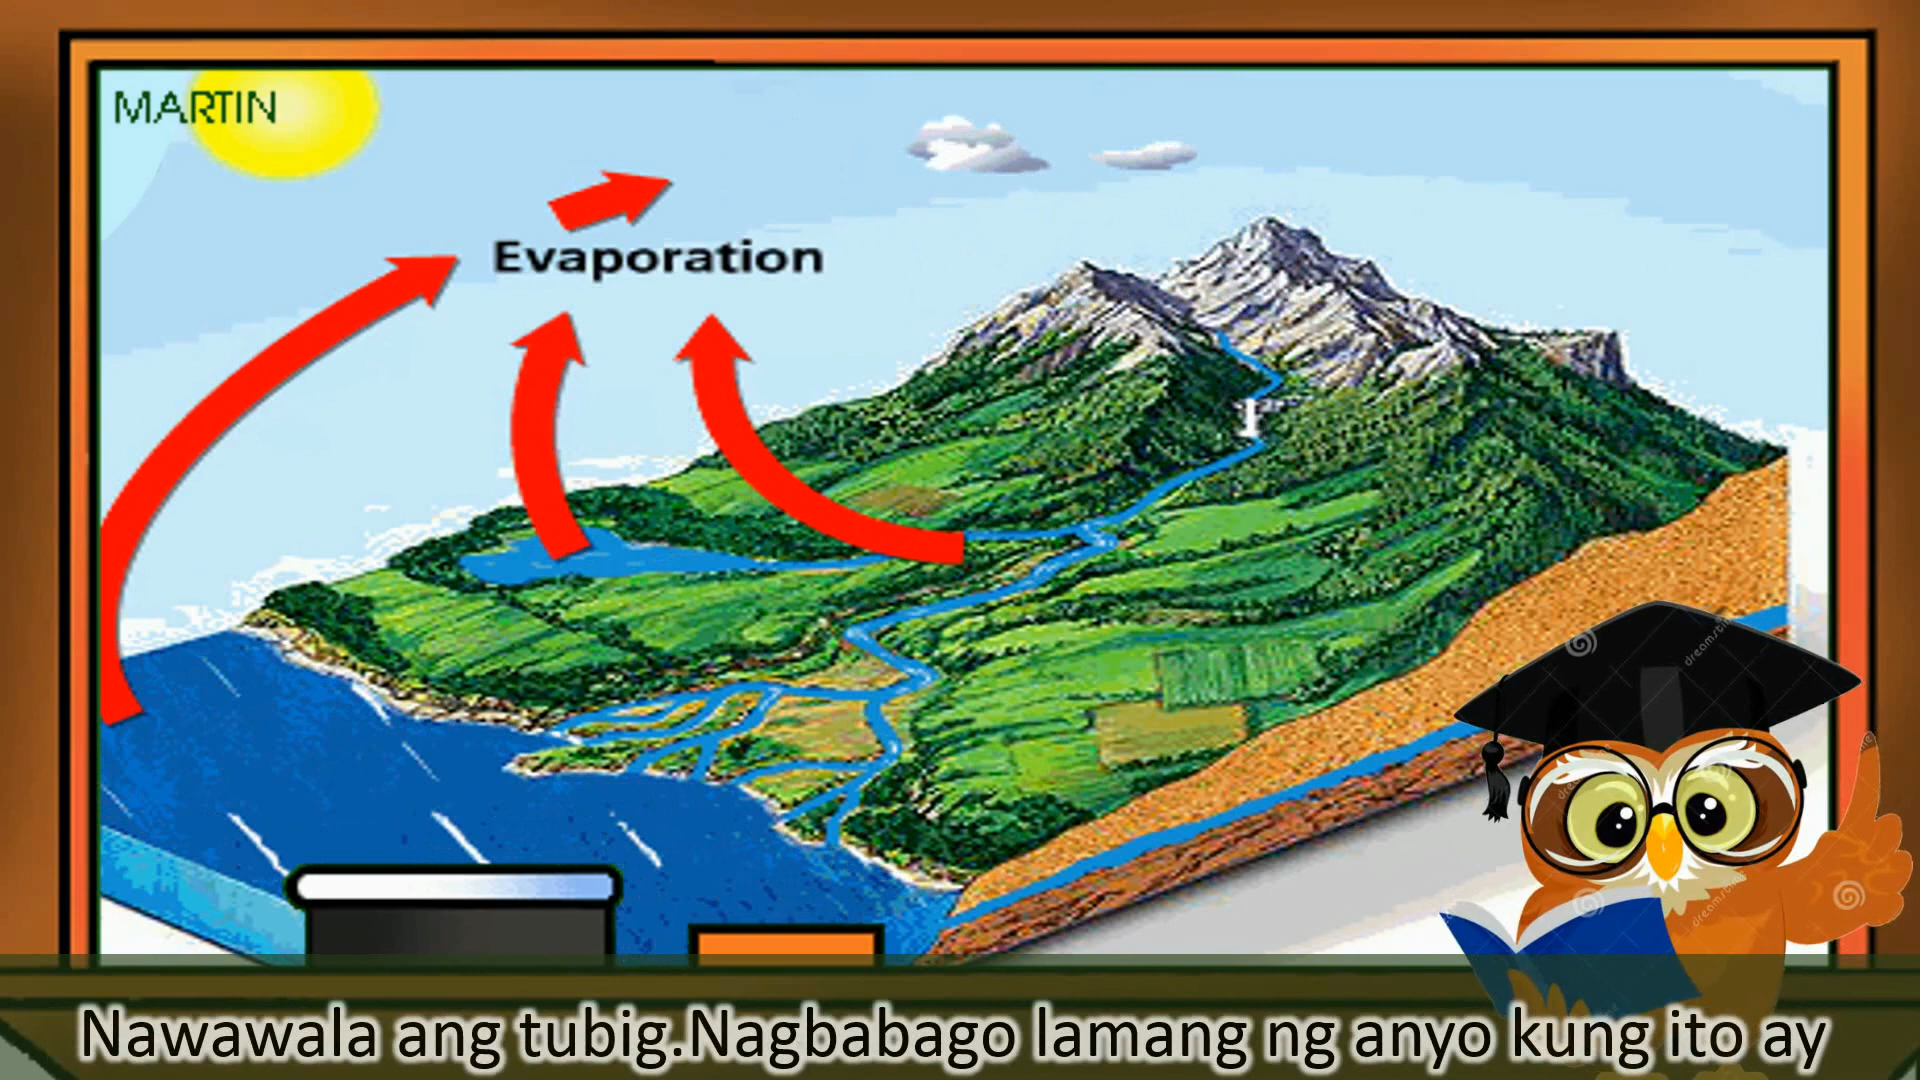 MARTIN
Evaporation
Nawawala ang tubig.Nagbabago lamang ng anyo kung ito ay